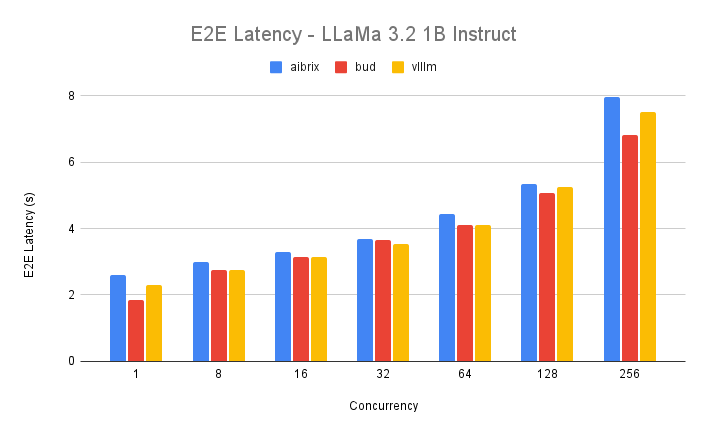 E2E Latency - LLaMa 3.2 1B Instruct
aibrix bud vlllm
8
6
4
2
0
E2E Latency (s)
1 8 16 32 64 128 256
Concurrency